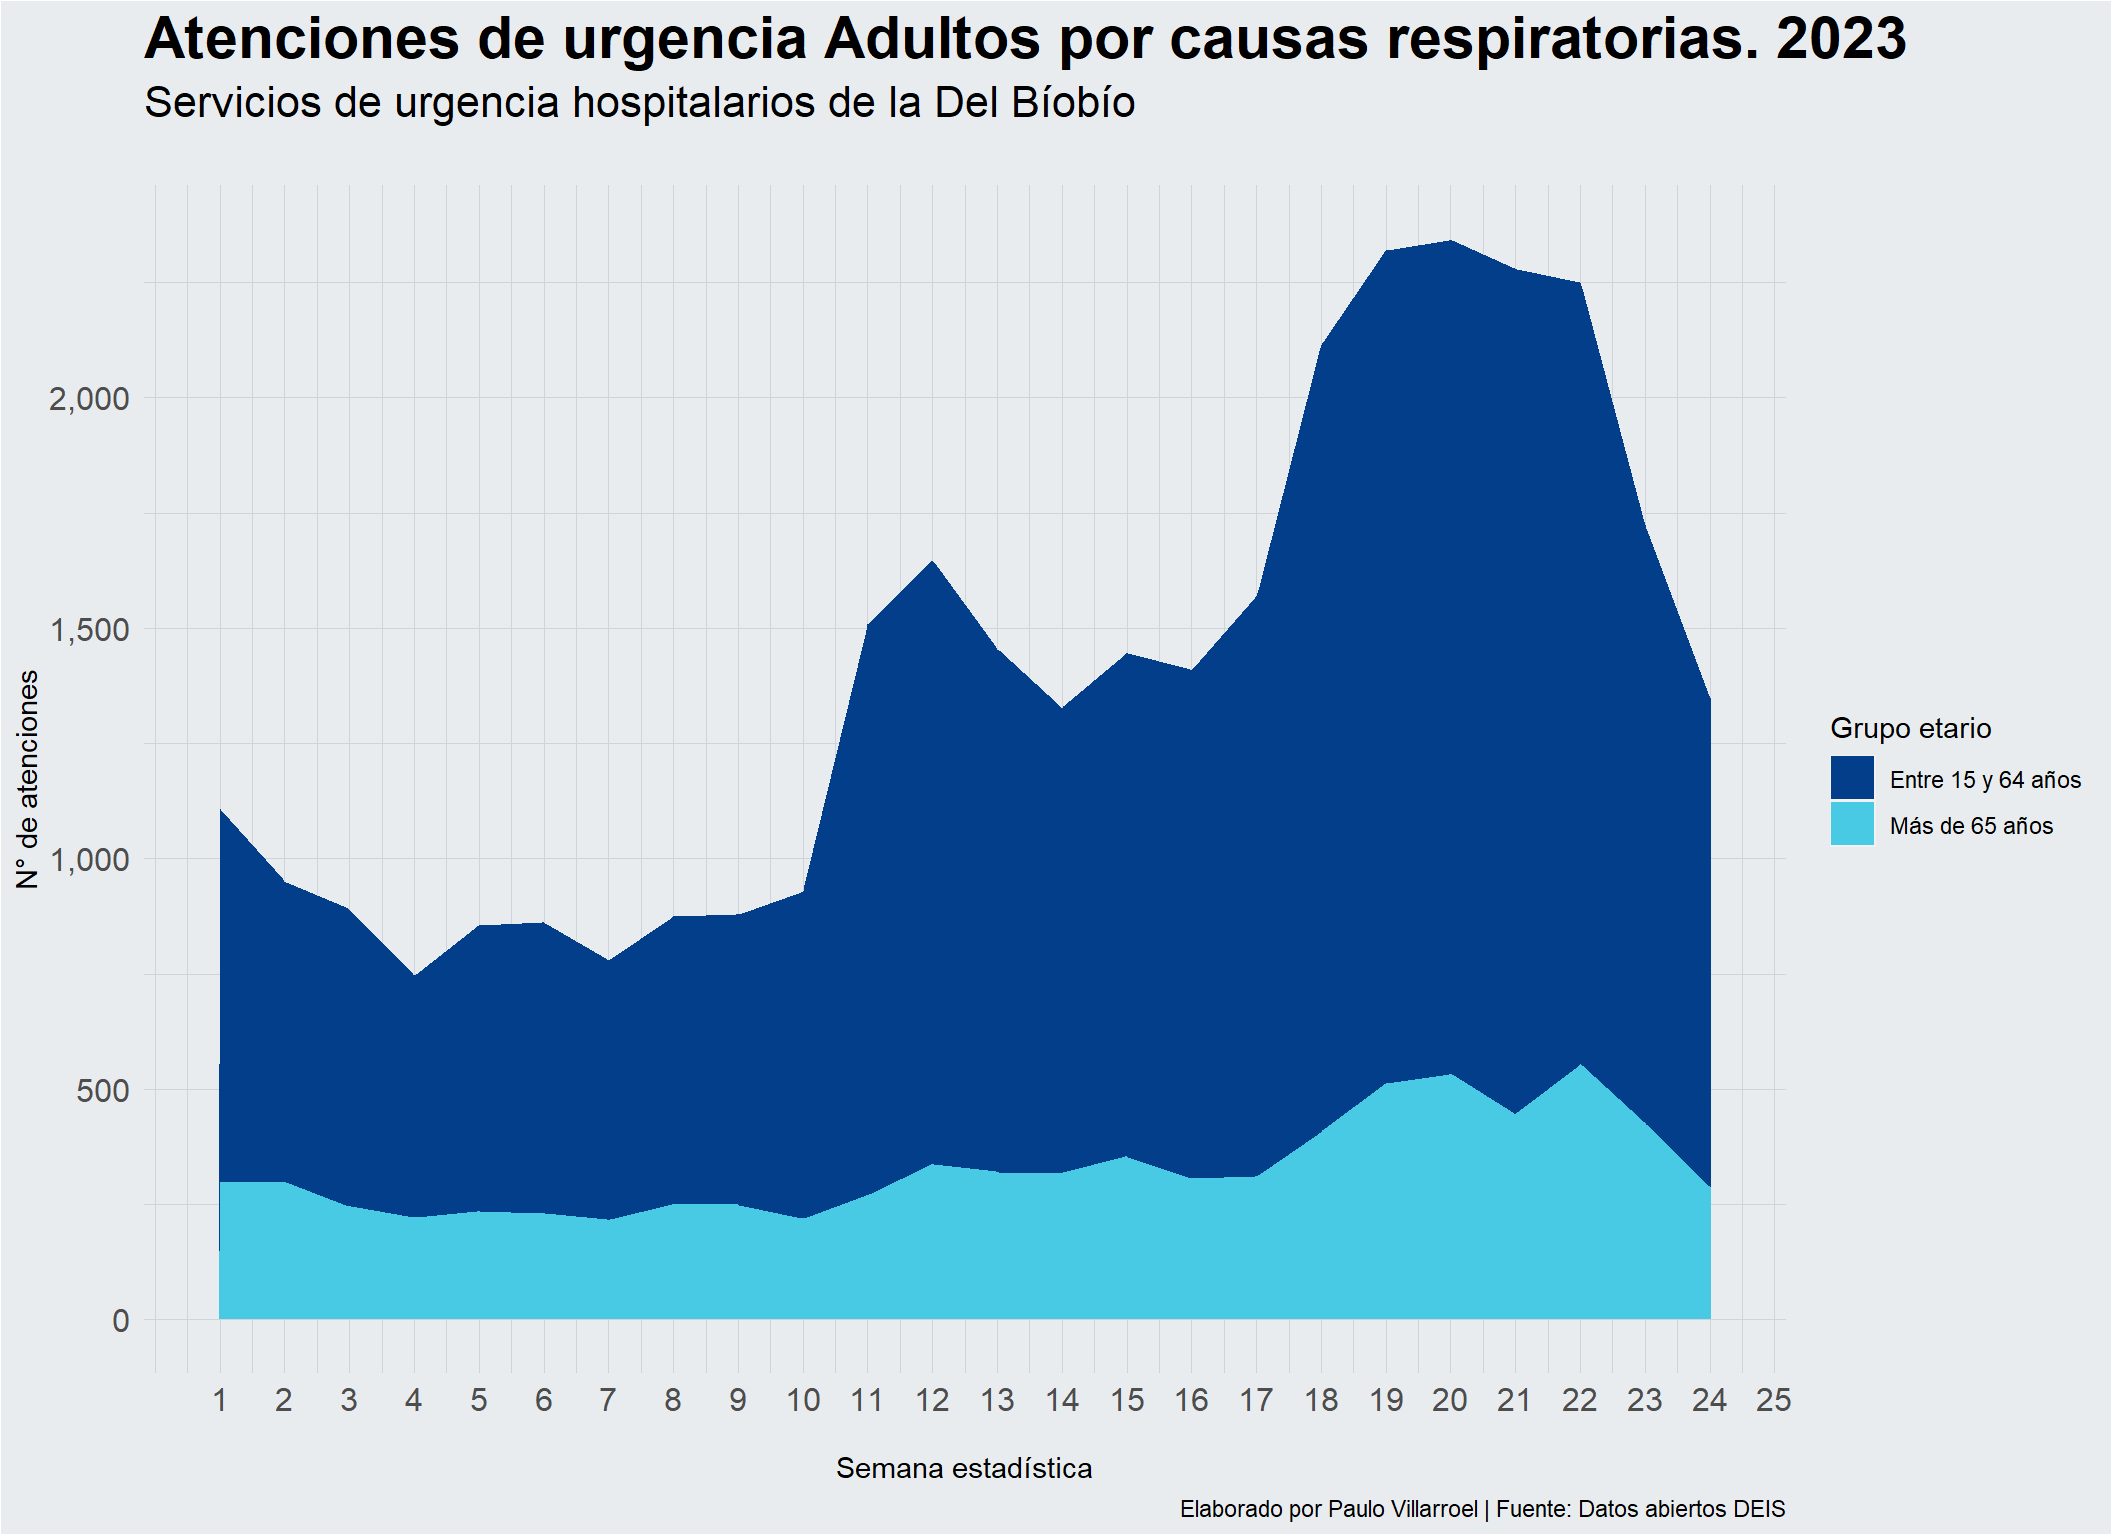 Atenciones de urgencia Adultos por causas respiratorias. 2023
Servicios de urgencia hospitalarios de la Del Bíobío
N° de atenciones
2,000
1,500
1,000
500
0
Grupo etario
Entre 15 y 64 años
Más de 65 años
1 2 3 4 5 6 7 8 9 10 11 12 13 14 15 16 17 18 19 20 21 22 23 24 25
Semana estadística
Elaborado por Paulo Villarroel | Fuente: Datos abiertos DEIS